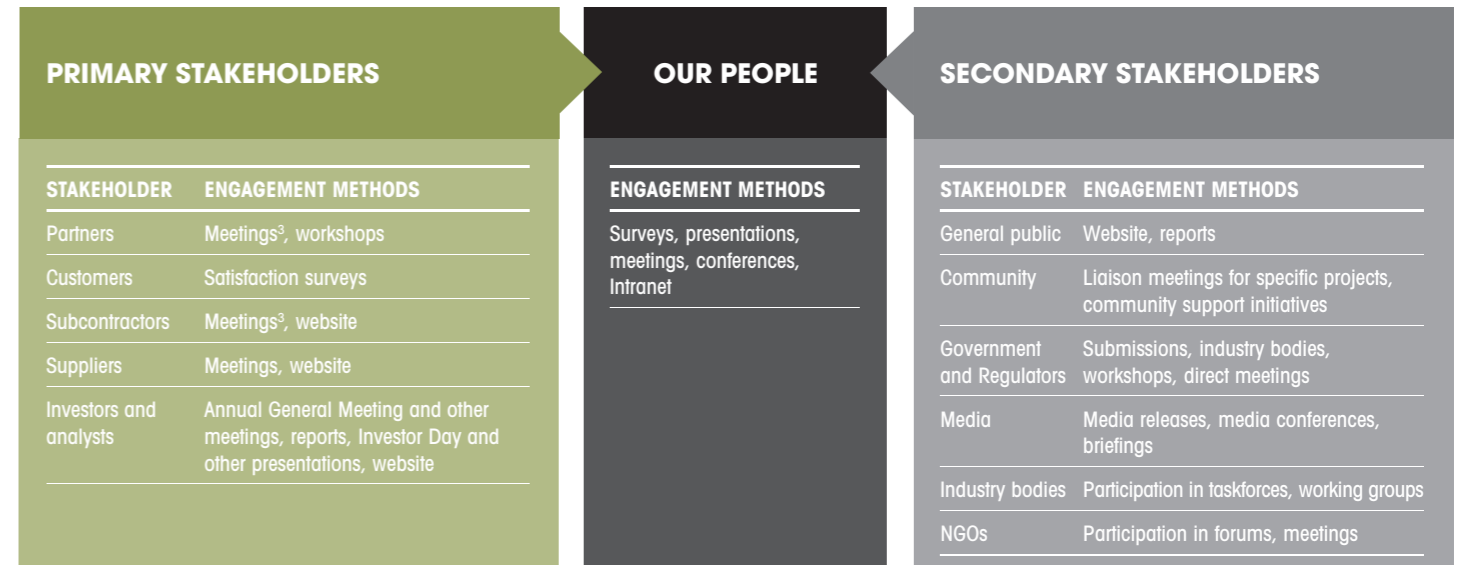 PRIMARY STAKEHOLDERS
STAKEHOLDER ENGAGEMENT METHODS
Partners Meetings³, workshops
Customers Satisfaction surveys
Subcontractors Meetings³, website
Suppliers Meetings, website
Investors and Annual General Meeting and other
analysts meetings, reports, Investor Day and
other presentations, website
OUR PEOPLE
ENGAGEMENT METHODS
Surveys, presentations,
meetings, conferences,
Intranet
SECONDARY STAKEHOLDERS
STAKEHOLDER ENGAGEMENT METHODS
General public Website, reports
Community Liaison meetings for specific projects,
community support initiatives
Government Submissions, industry bodies,
and Regulators workshops, direct meetings
Media Media releases, media conferences,
briefings
Industry bodies Participation in taskforces, working groups
NGOs Participation in forums, meetings